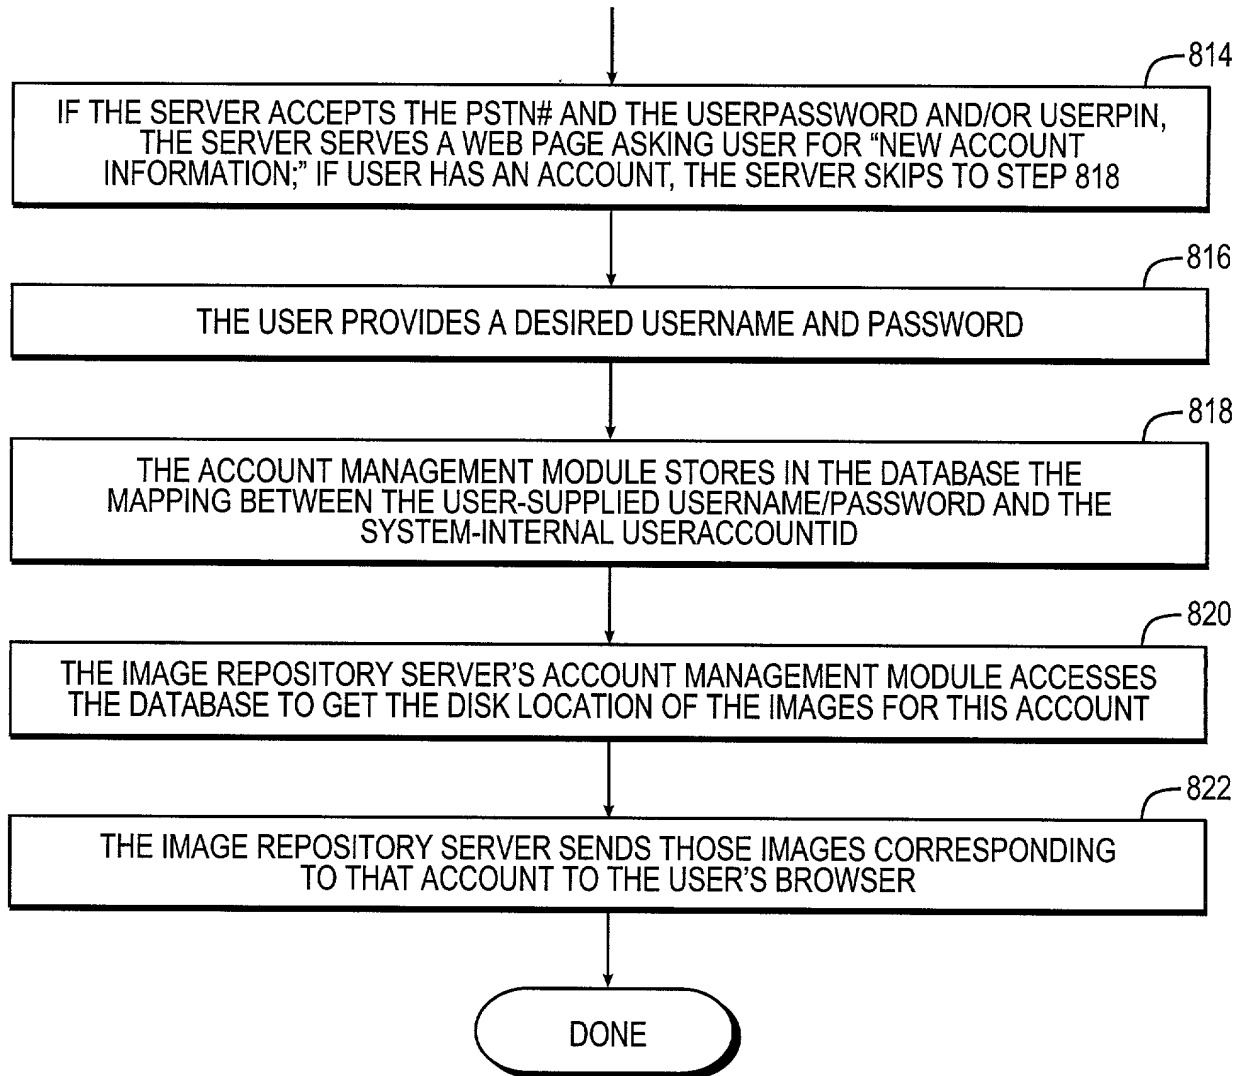 814
IF THE SERVER ACCEPTS THE PSTN# AND THE USERPASSWORD AND/OR USERPIN,
THE SERVER SERVES A WEB PAGE ASKING USER FOR “NEW ACCOUNT
INFORMATION;” IF USER HAS AN ACCOUNT, THE SERVER SKIPS TO STEP 818
816
THE USER PROVIDES A DESIRED USERNAME AND PASSWORD
818
THE ACCOUNT MANAGEMENT MODULE STORES IN THE DATABASE THE
MAPPING BETWEEN THE USER-SUPPLIED USERNAME/PASSWORD AND THE
SYSTEM-INTERNAL USERACCOUNTID
820
THE IMAGE REPOSITORY SERVER’S ACCOUNT MANAGEMENT MODULE ACCESSES
THE DATABASE TO GET THE DISK LOCATION OF THE IMAGES FOR THIS ACCOUNT
822
THE IMAGE REPOSITORY SERVER SENDS THOSE IMAGES CORRESPONDING
TO THAT ACCOUNT TO THE USER’S BROWSER
DONE